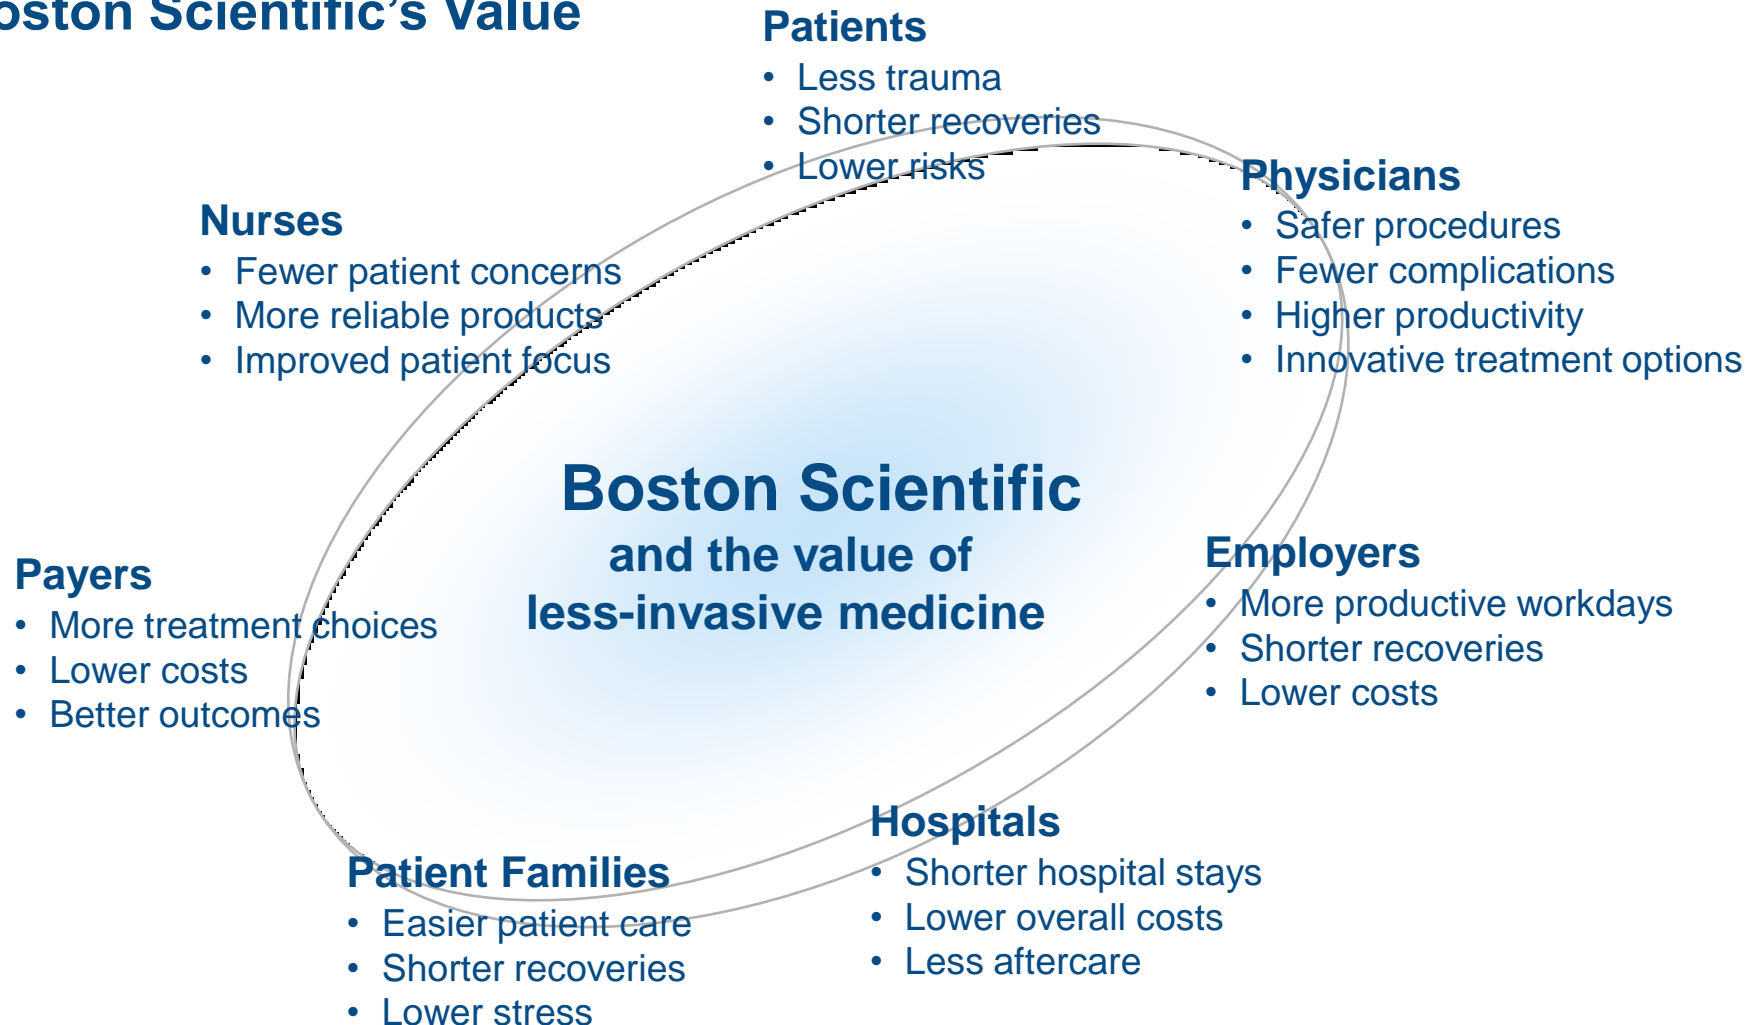 oston Scientific's Value
Patients
• Less trauma
• Shorter recoveries
• Lower risks
Physicians
• Safer procedures
• Fewer complications
• Higher productivity
• Innovative treatment options
Nurses
• Fewer patient concerns
• More reliable products
• Improved patient focus
Boston Scientific
and the value of
less-invasive medicine
Employers
• More productive workdays
• Shorter recoveries
• Lower costs
Payers
• More treatment choices
• Lower costs
• Better outcomes
Hospitals
• Shorter hospital stays
• Lower overall costs
• Less aftercare
Patient Families
• Easier patient care
• Shorter recoveries
• Lower stress